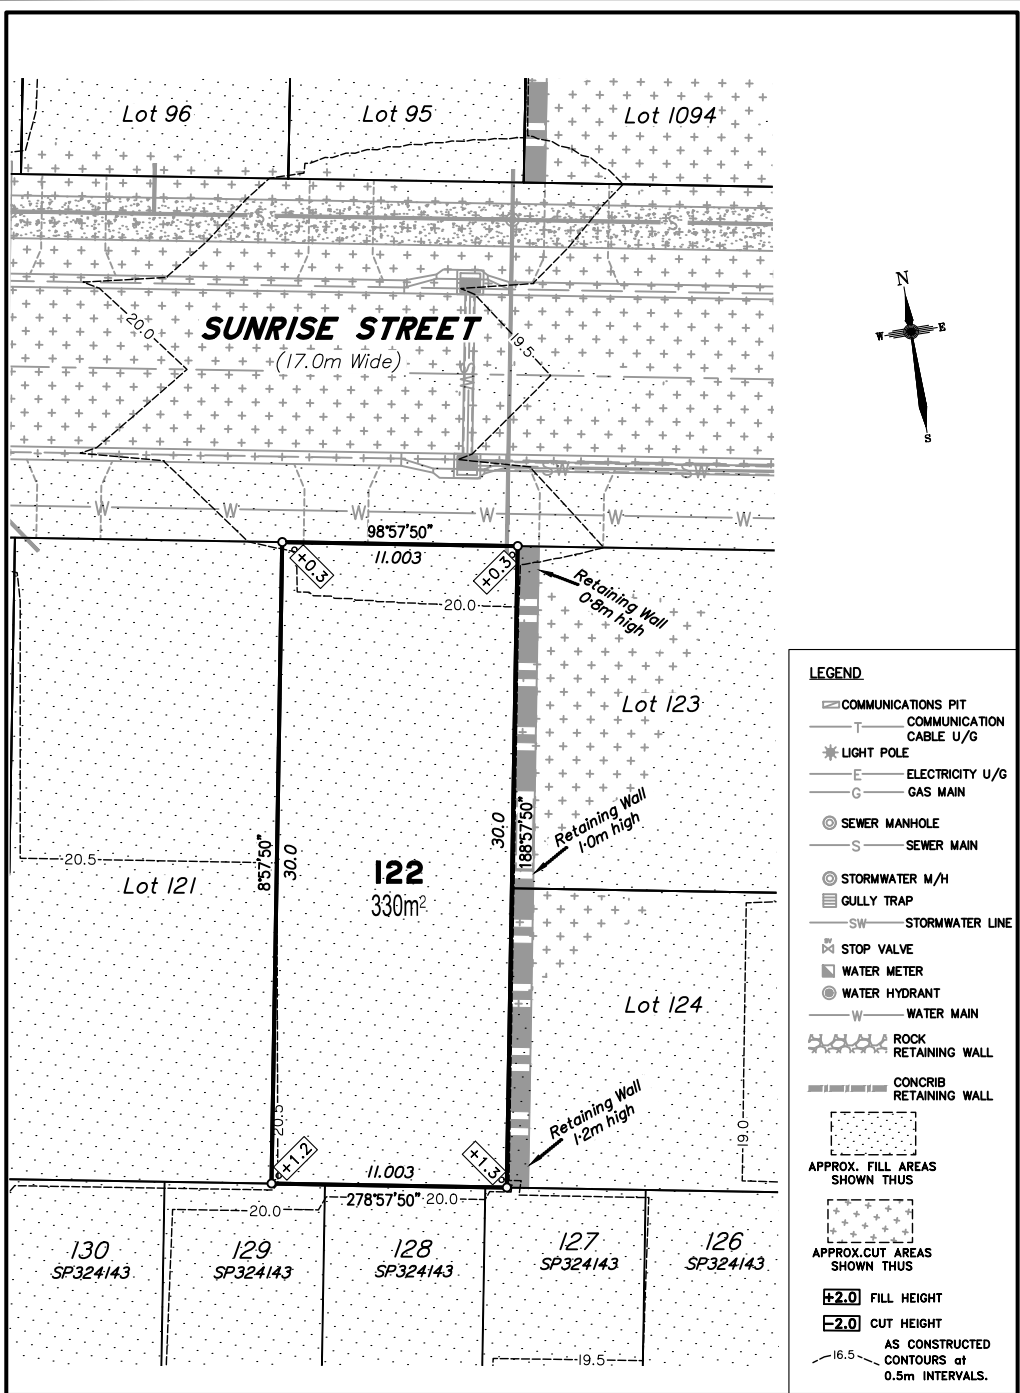 Lot 96
Lot 95
Lot 1094
S
S
20.0
SUNRISE STREET
(17.0m Wide)
19.5
SW
N
W
E
S
SW
SW
W
W
W
W
W
W
98°57'50"
11.003
+0.3
+0.3
20.0
Retaining Wall
0·8m high
Lot 123
Retaining Wall
1·0m high
30.0
188°57'50"
8°57'50"
30.0
20.5
Lot 121
122
330m²
Lot 124
20.5
Retaining Wall
1·2m high
19.0
+1.2
+1.3
11.003
278°57'50"
20.0
20.0
130
SP324143
129
SP324143
128
SP324143
127
SP324143
126
SP324143
19.5
LEGEND
COMMUNICATIONS PIT
T COMMUNICATION
CABLE U/G
LIGHT POLE
E ELECTRICITY U/G
G GAS MAIN
SEWER MANHOLE
S SEWER MAIN
STORMWATER M/H
GULLY TRAP
SW STORMWATER LINE
SV STOP VALVE
WATER METER
WATER HYDRANT
W WATER MAIN
ROCK
RETAINING WALL
CONCRIB
RETAINING WALL
APPROX. FILL AREAS
SHOWN THUS
APPROX.CUT AREAS
SHOWN THUS
+2.0 FILL HEIGHT
-2.0 CUT HEIGHT
16.5 AS CONSTRUCTED
CONTOURS at
0.5m INTERVALS.